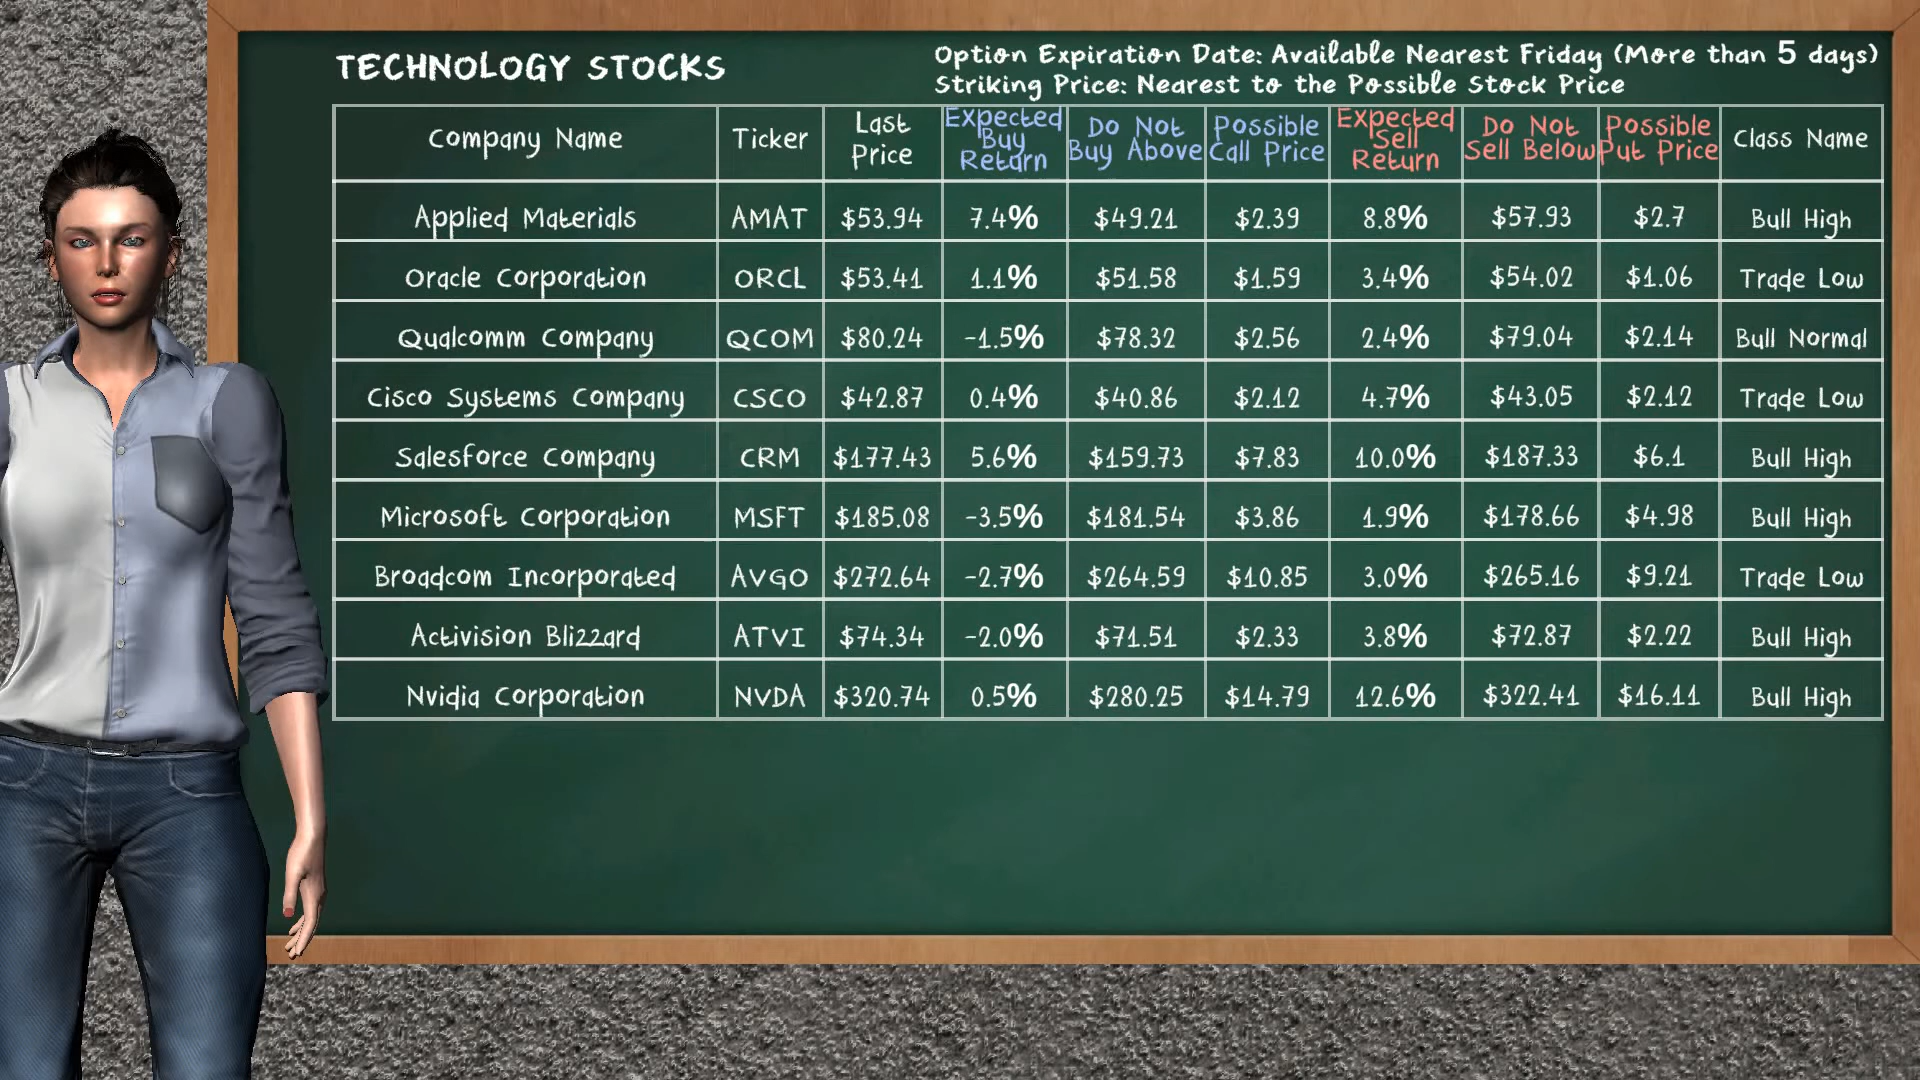 TECHNOLOGY STOCKS
Option Expiration Date: Available Nearest Friday (More than 5 days)
Striking Price: Nearest to the Possible Stock Price
Company Name Ticker Last Price Expected Buy Return Do Not Buy Above Possible Call Price Expected Sell Return Do Not Sell Below Possible Put Price Class Name
Applied Materials AMAT $53.94 7.4% $49.21 $2.39 8.8% $57.93 $2.7 Bull High
Oracle Corporation ORCL $53.41 1.1% $51.58 $1.59 3.4% $54.02 $1.06 Trade Low
Qualcomm Company QCOM $80.24 -1.5% $78.32 $2.56 2.4% $79.04 $2.14 Bull Normal
Cisco Systems Company CSCO $42.87 0.4% $40.86 $2.12 4.7% $43.05 $2.12 Trade Low
Salesforce Company CRM $177.43 5.6% $159.73 $7.83 10.0% $187.33 $6.1 Bull High
Microsoft Corporation MSFT $185.08 -3.5% $181.54 $3.86 1.9% $178.66 $4.98 Bull High
Broadcom Incorporated AVGO $272.64 -2.7% $264.59 $10.85 3.0% $265.16 $9.21 Trade Low
Activision Blizzard ATVI $74.34 -2.0% $71.51 $2.33 3.8% $72.87 $2.22 Bull High
Nvidia Corporation NVDA $320.74 0.5% $280.25 $14.79 12.6% $322.41 $16.11 Bull High